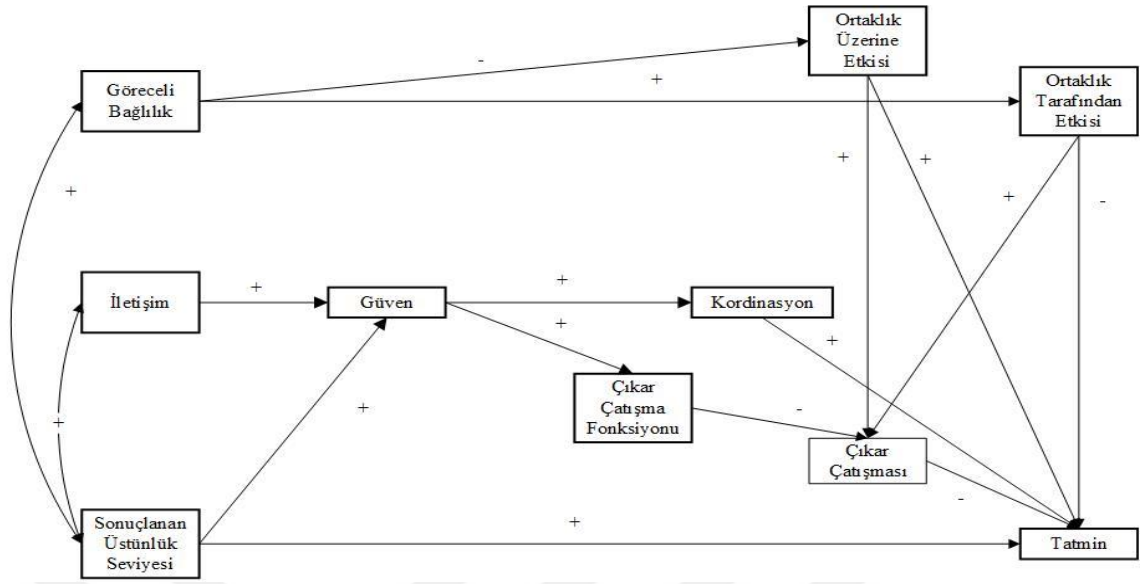 Ortaklık
Üzerine
Etkisi
-
Göreceli
Bağlılık
+
Ortaklık
Tarafından
Etkisi
+
+
+
+
-
İletişim
+
Güven
+
Kordinasyon
+
+
Çıkar
Çatışma
Fonksiyonu
+
-
+
Çıkar
Çatışması
-
Sonuçlanan
Üstünlük
Seviyesi
+
Tatmin